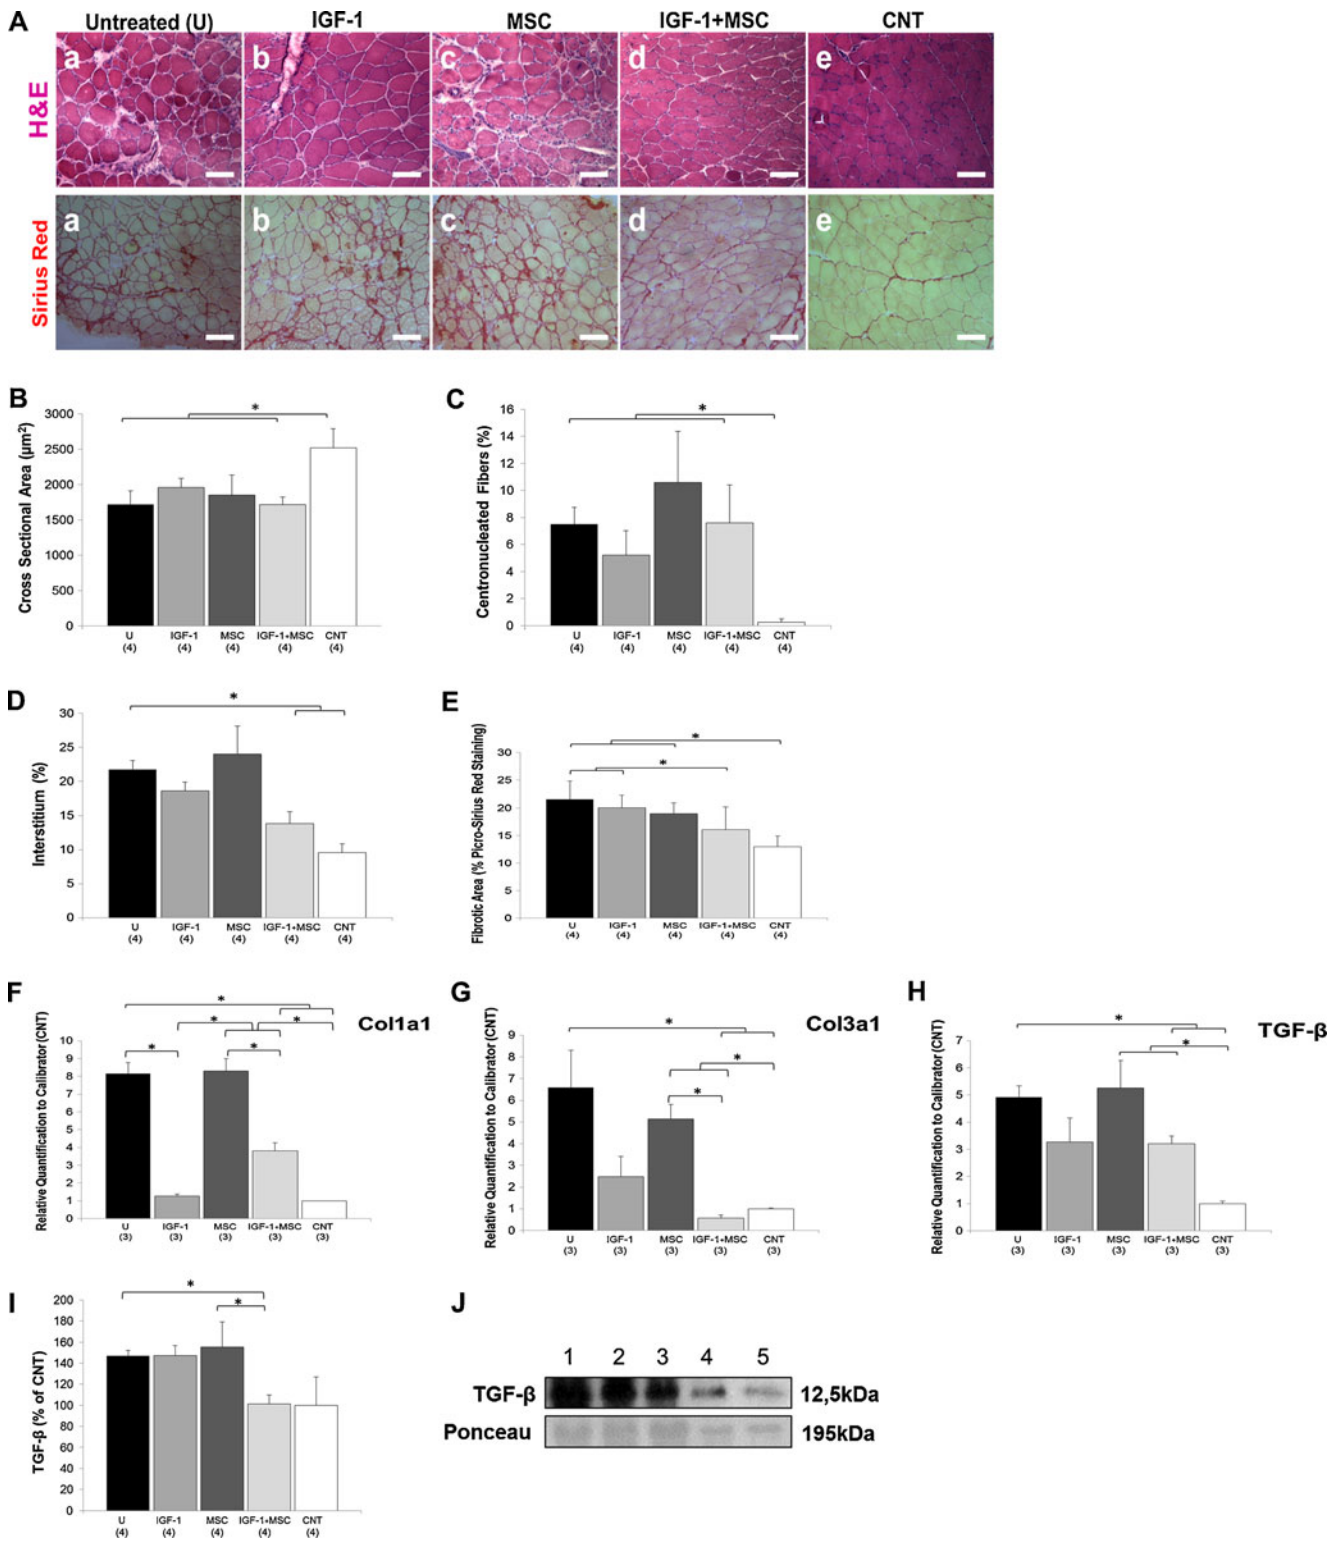 A
Untreated (U) IGF-1 MSC IGF-1+MSC CNT
H&E
a b c d e
Sirius Red
a b c d e
B
Cross Sectional Area (µm²)
3000
2500
2000
1500
1000
500
0
*
U IGF-1 MSC IGF-1+MSC CNT
(4) (4) (4) (4) (4)
C
Centronucleated Fibers (%)
16
14
12
10
8
6
4
2
0
*
U IGF-1 MSC IGF-1+MSC CNT
(4) (4) (4) (4) (4)
D
Interstitium (%)
30
25
20
15
10
5
0
*
U IGF-1 MSC IGF-1+MSC CNT
(4) (4) (4) (4) (4)
E
Fibrotic Area (% Picro-Sirius Red Staining)
30
25
20
15
10
5
0
*
*
U IGF-1 MSC IGF-1+MSC CNT
(4) (4) (4) (4) (4)
F
Col1a1
Relative Quantification to Calibrator (CNT)
10
9
8
7
6
5
4
3
2
1
0
*
* *
* *
U IGF-1 MSC IGF-1+MSC CNT
(3) (3) (3) (3) (3)
G
Col3a1
Relative Quantification to Calibrator (CNT)
9
8
7
6
5
4
3
2
1
0
*
*
*
U IGF-1 MSC IGF-1+MSC CNT
(3) (3) (3) (3) (3)
H
TGF-β
Relative Quantification to Calibrator (CNT)
7
6
5
4
3
2
1
0
*
*
U IGF-1 MSC IGF-1+MSC CNT
(3) (3) (3) (3) (3)
I
TGF-β (% of CNT)
200
180
160
140
120
100
80
60
40
20
0
*
*
U IGF-1 MSC IGF-1+MSC CNT
(4) (4) (4) (4) (4)
J
1 2 3 4 5
TGF-β 12,5kDa
Ponceau 195kDa